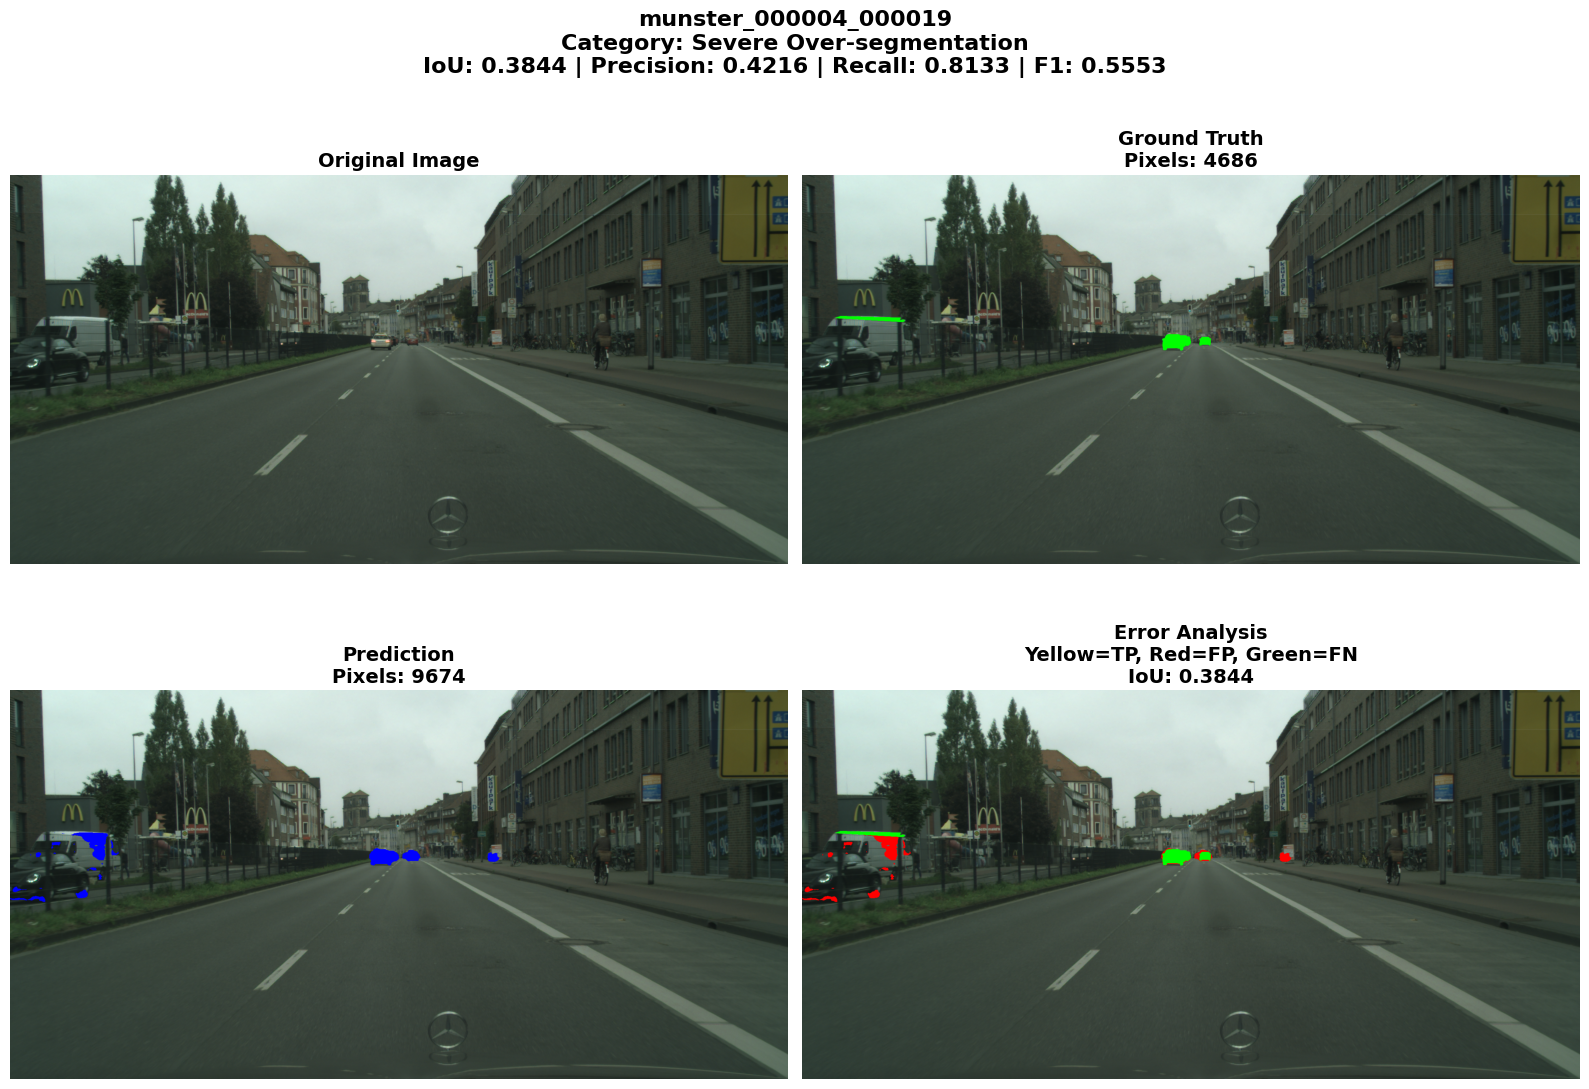 munster_000004_000019
Category: Severe Over-segmentation
IoU: 0.3844 | Precision: 0.4216 | Recall: 0.8133 | F1: 0.5553
Original Image
Ground Truth
Pixels: 4686
Prediction
Pixels: 9674
Error Analysis
Yellow=TP, Red=FP, Green=FN
IoU: 0.3844